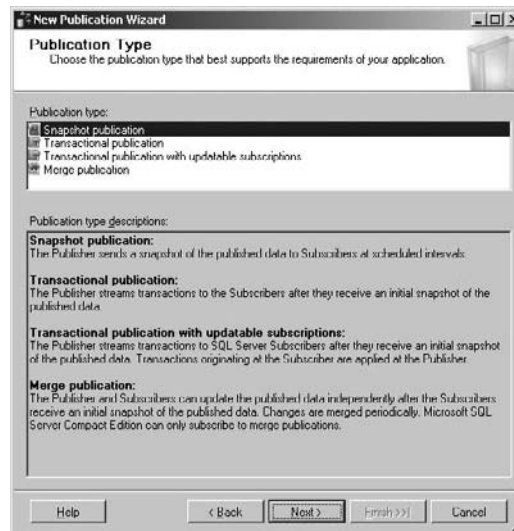 New Publication Wizard
Publication Type
Choose the publication type that best supports the requirements of your application.
Publication type:
Snapshot publication
Transactional publication
Transactional publication with updatable subscriptions
Merge publication
Publication type descriptions:
Snapshot publication:
The Publisher sends a snapshot of the published data to Subscribers at scheduled intervals.
Transactional publication:
The Publisher streams transactions to the Subscribers after they receive an initial snapshot of the
published data.
Transactional publication with updatable subscriptions:
The Publisher streams transactions to SQL Server Subscribers after they receive an initial snapshot
of the published data. Transactions originating at the Subscriber are applied at the Publisher.
Merge publication:
The Publisher and Subscribers can update the published data independently after the Subscribers
receive an initial snapshot of the published data. Changes are merged periodically. Microsoft SQL
Server Compact Edition can only subscribe to merge publications.
Help
< Back
Next >
Finish >>|
Cancel